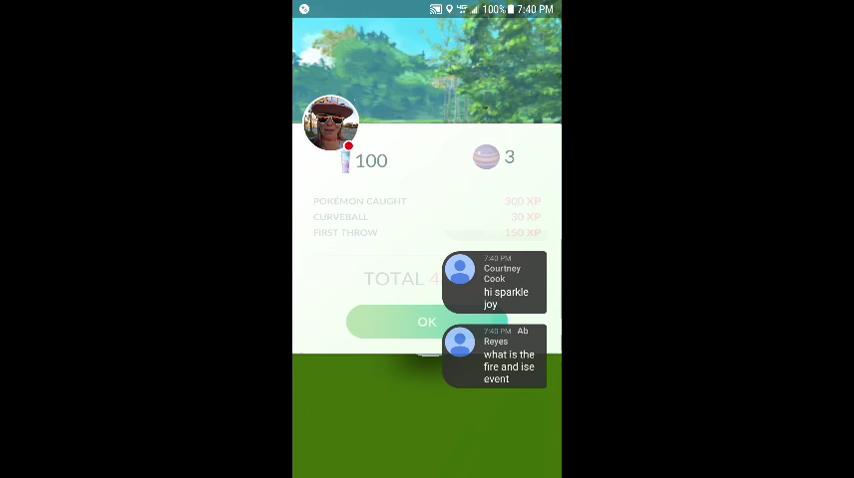 100% 7:40 PM
100
3
POKÉMON CAUGHT 300 XP
CURVEBALL 30 XP
FIRST THROW 150 XP
TOTAL 4
OK
7:40 PM
Courtney
Cook
hi sparkle
joy
7:40 PM Ab
Reyes
what is the
fire and ise
event